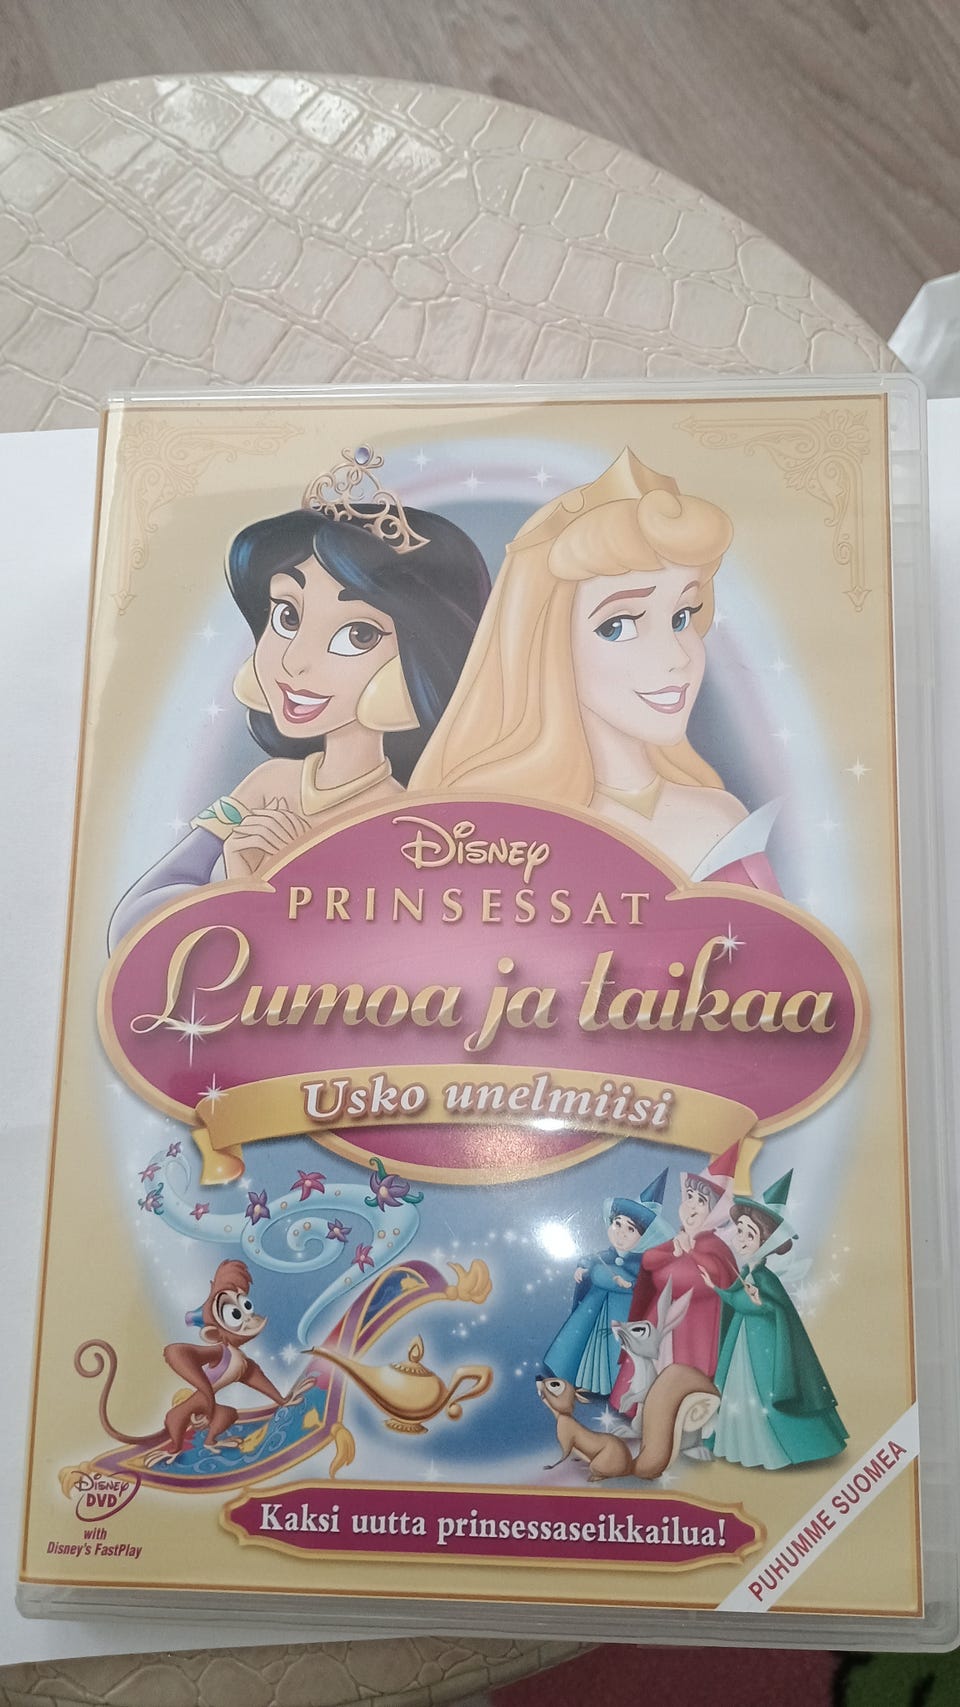 Disney
PRINSESSAT
Lumoa ja taikaa
Usko unelmiisi
Disney
DVD
with
Disney's FastPlay
Kaksi uutta prinsessaseikkailua!
PUHUMME SUOMEA